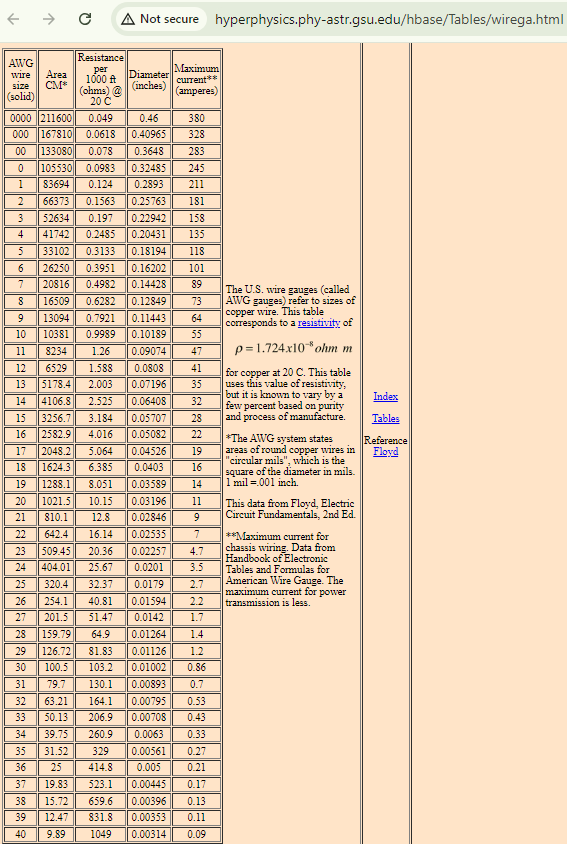 Not secure hyperphysics.phy-astr.gsu.edu/hbase/Tables/wirega.html
AWG wire size (solid) Area CM* Resistance per 1000 ft (ohms) @ 20 C Diameter (inches) Maximum current** (amperes)
0000 211600 0.049 0.46 380
000 167810 0.0618 0.40965 328
00 133080 0.078 0.3648 283
0 105530 0.0983 0.32485 245
1 83694 0.124 0.2893 211
2 66373 0.1563 0.25763 181
3 52634 0.197 0.22942 158
4 41742 0.2485 0.20431 135
5 33102 0.3133 0.18194 118
6 26250 0.3951 0.16202 101
7 20816 0.4982 0.14428 89
8 16509 0.6282 0.12849 73
9 13094 0.7921 0.11443 64
10 10381 0.9989 0.10189 55
11 8234 1.26 0.09074 47
12 6529 1.588 0.0808 41
13 5178.4 2.003 0.07196 35
14 4106.8 2.525 0.06408 32
15 3256.7 3.184 0.05707 28
16 2582.9 4.016 0.05082 22
17 2048.2 5.064 0.04526 19
18 1624.3 6.385 0.0403 16
19 1288.1 8.051 0.03589 14
20 1021.5 10.15 0.03196 11
21 810.1 12.8 0.02846 9
22 642.4 16.14 0.02535 7
23 509.45 20.36 0.02257 4.7
24 404.01 25.67 0.0201 3.5
25 320.4 32.37 0.0179 2.7
26 254.1 40.81 0.01594 2.2
27 201.5 51.47 0.0142 1.7
28 159.79 64.9 0.01264 1.4
29 126.72 81.83 0.01126 1.2
30 100.5 103.2 0.01002 0.86
31 79.7 130.1 0.00893 0.7
32 63.21 164.1 0.00795 0.53
33 50.13 206.9 0.00708 0.43
34 39.75 260.9 0.0063 0.33
35 31.52 329 0.00561 0.27
36 25 414.8 0.005 0.21
37 19.83 523.1 0.00445 0.17
38 15.72 659.6 0.00396 0.13
39 12.47 831.8 0.00353 0.11
40 9.89 1049 0.00314 0.09
The U.S. wire gauges (called
AWG gauges) refer to sizes of
copper wire. This table
corresponds to a resistivity of
ρ = 1.724x10⁻⁸ ohm m
for copper at 20 C. This table
uses this value of resistivity,
but it is known to vary by a
few percent based on purity
and process of manufacture.
*The AWG system states
areas of round copper wires in
"circular mils", which is the
square of the diameter in mils.
1 mil =.001 inch.
This data from Floyd, Electric
Circuit Fundamentals, 2nd Ed.
**Maximum current for
chassis wiring. Data from
Handbook of Electronic
Tables and Formulas for
American Wire Gauge. The
maximum current for power
transmission is less.
Index
Tables
Reference
Floyd